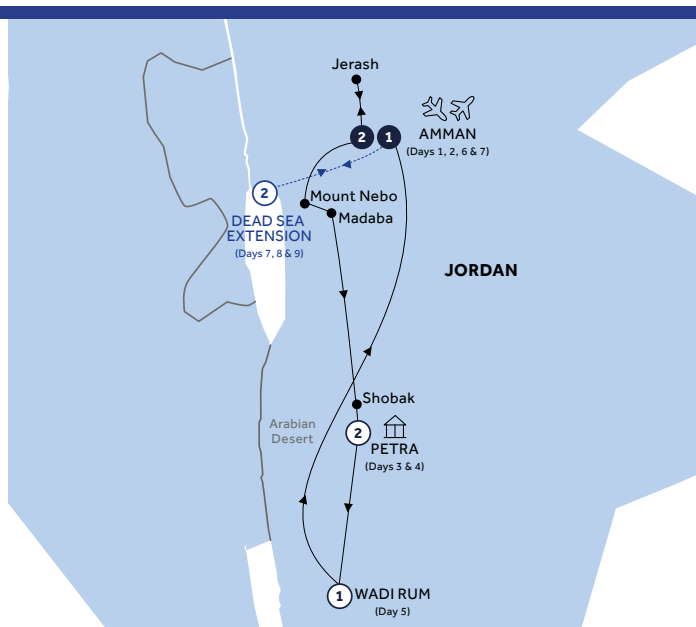 Jerash
2
1
AMMAN
(Days 1, 2, 6 & 7)
2
Mount Nebo
Madaba
DEAD SEA
EXTENSION
(Days 7, 8 & 9)
JORDAN
Shobak
Arabian
Desert
2
PETRA
(Days 3 & 4)
1
WADI RUM
(Day 5)